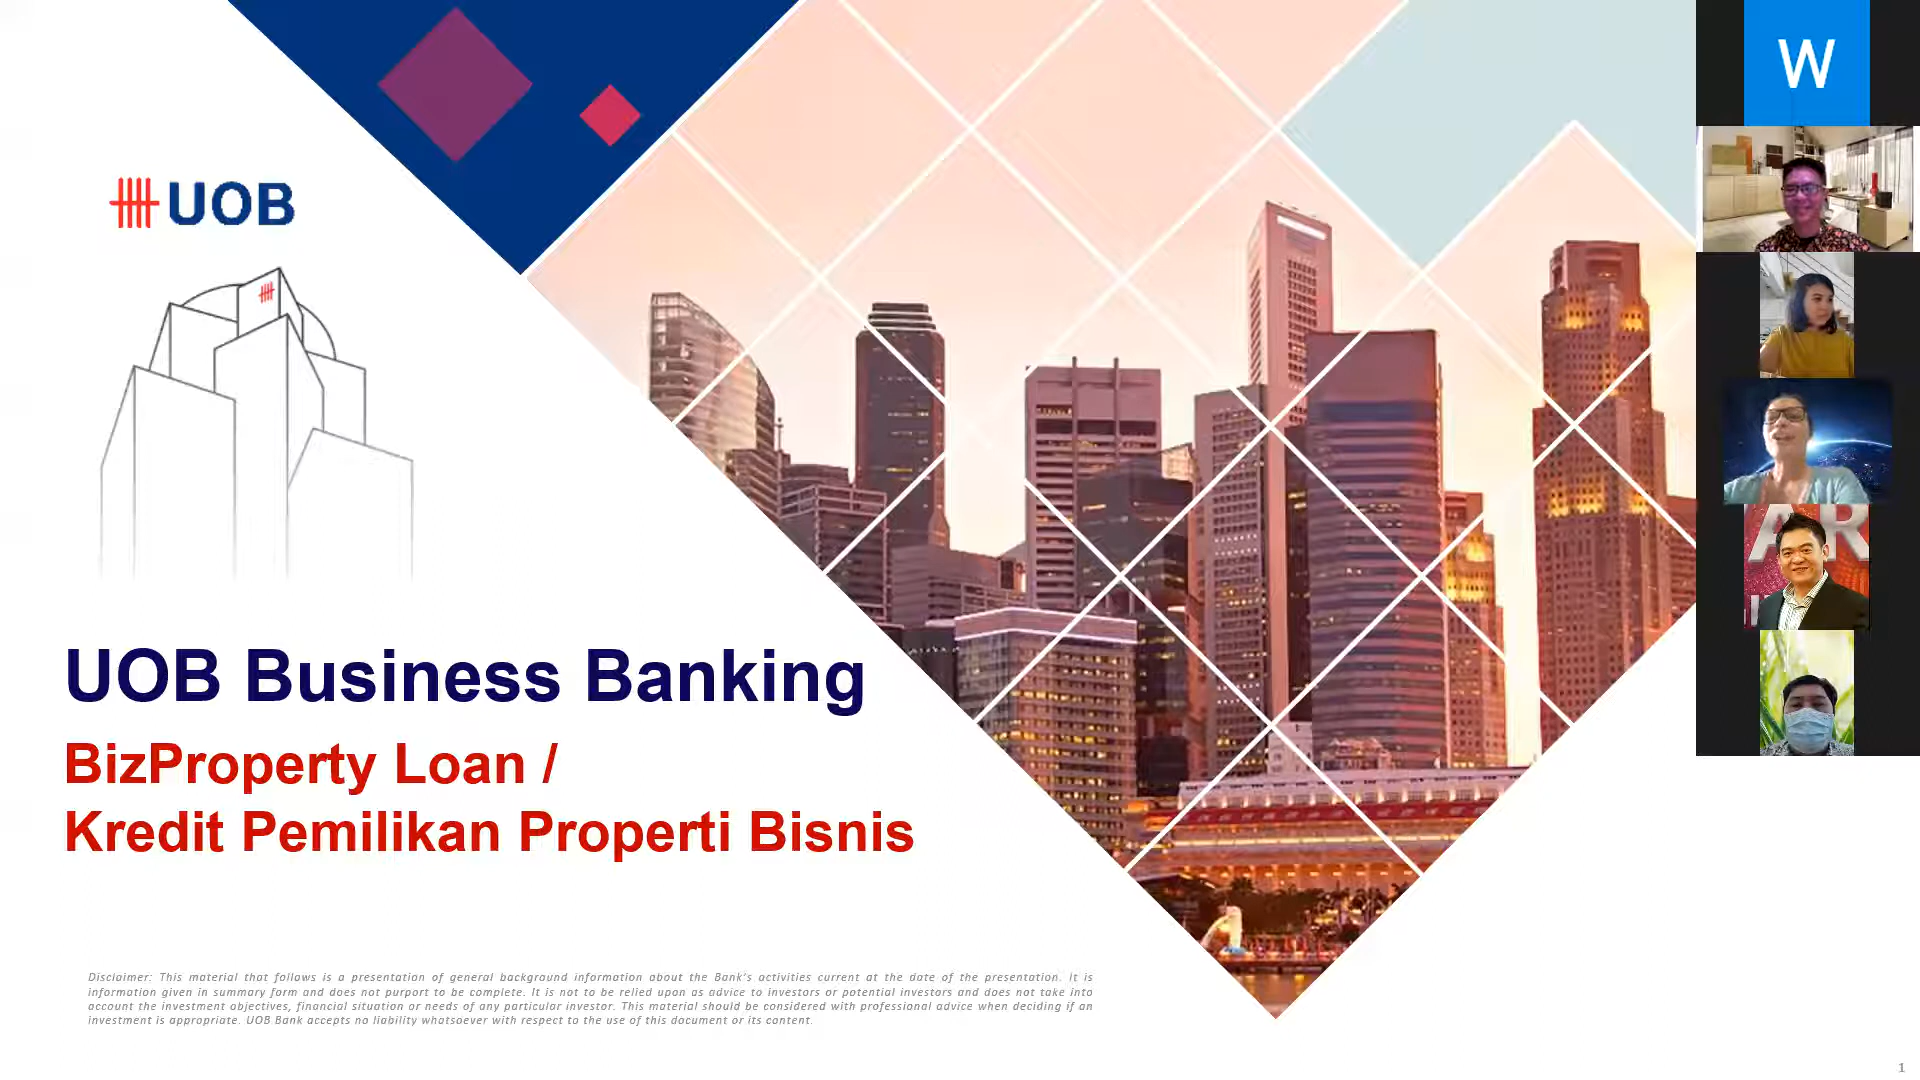 UOB
UOB Business Banking
BizProperty Loan /
Kredit Pemilikan Properti Bisnis
Disclaimer: This material that follows is a presentation of general background information about the Bank's activities current at the date of the presentation. It is
information given in summary form and does not purport to be complete. It is not to be relied upon as advice to investors or potential investors and does not take into
account the investment objectives, financial situation or needs of any particular investor. This material should be considered with professional advice when deciding if an
investment is appropriate. UOB Bank accepts no liability whatsoever with respect to the use of this document or its content.
1
W
AR